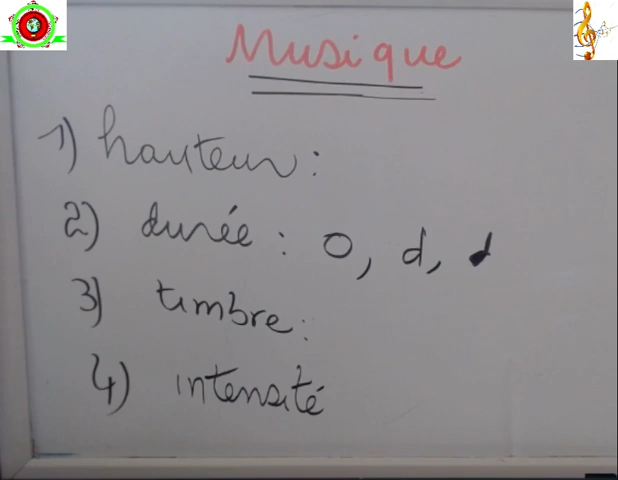 Musique
1) hauteur :
2) durée : o, d, d
3) timbre :
4) intensité